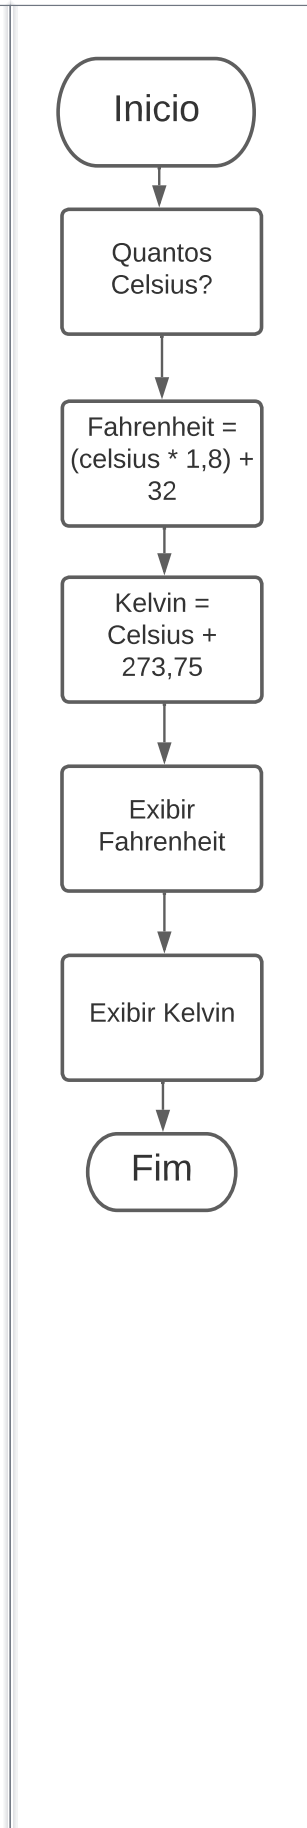 Inicio
Quantos
Celsius?
Fahrenheit =
(celsius * 1,8) +
32
Kelvin =
Celsius +
273,75
Exibir
Fahrenheit
Exibir Kelvin
Fim